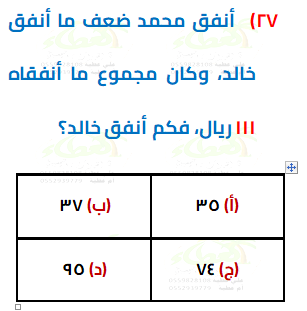 ٢٧) أنفق محمد ضعف ما أنفق
خالد، وكان مجموع ما أنفقاه
١١١ ريال، فكم أنفق خالد؟
(أ) ٣٥ (ب) ٣٧
(ج) ٧٤ (د) ٩٥